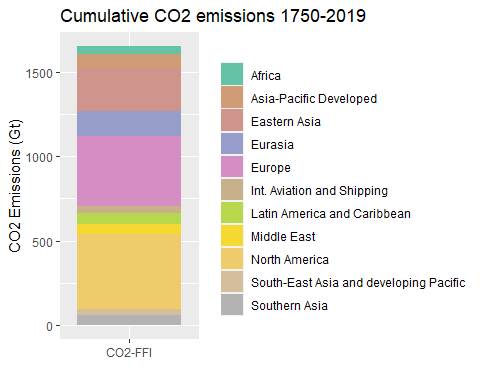 Cumulative CO2 emissions 1750-2019
CO2 Emissions (Gt)
1500
1000
500
0
CO2-FFI
Africa
Asia-Pacific Developed
Eastern Asia
Eurasia
Europe
Int. Aviation and Shipping
Latin America and Caribbean
Middle East
North America
South-East Asia and developing Pacific
Southern Asia